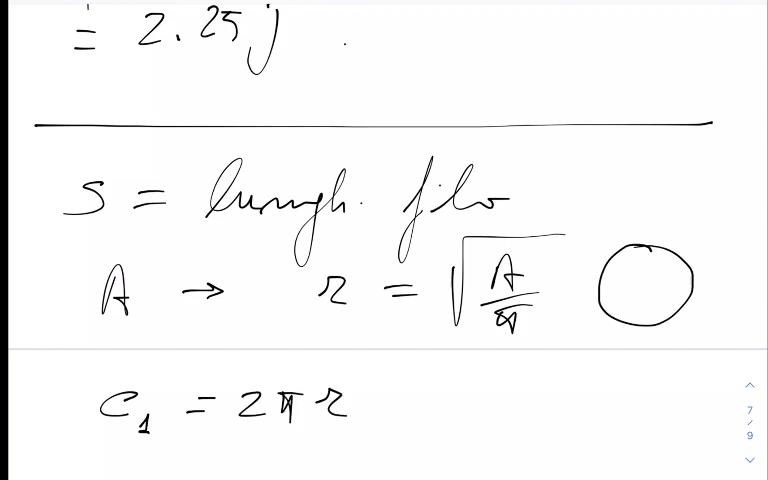 = 2.25 J .
S = lungh. filo
A → r = √(A/π)
C₁ = 2πr
7
/
9